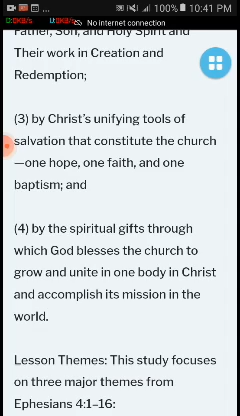 100% 10:41 PM
D:0KB/s U:0KB/s No internet connection
Father, Son, and Holy Spirit and
Their work in Creation and
Redemption;
(3) by Christ's unifying tools of
salvation that constitute the church
—one hope, one faith, and one
baptism; and
(4) by the spiritual gifts through
which God blesses the church to
grow and unite in one body in Christ
and accomplish its mission in the
world.
Lesson Themes: This study focuses
on three major themes from
Ephesians 4:1–16: